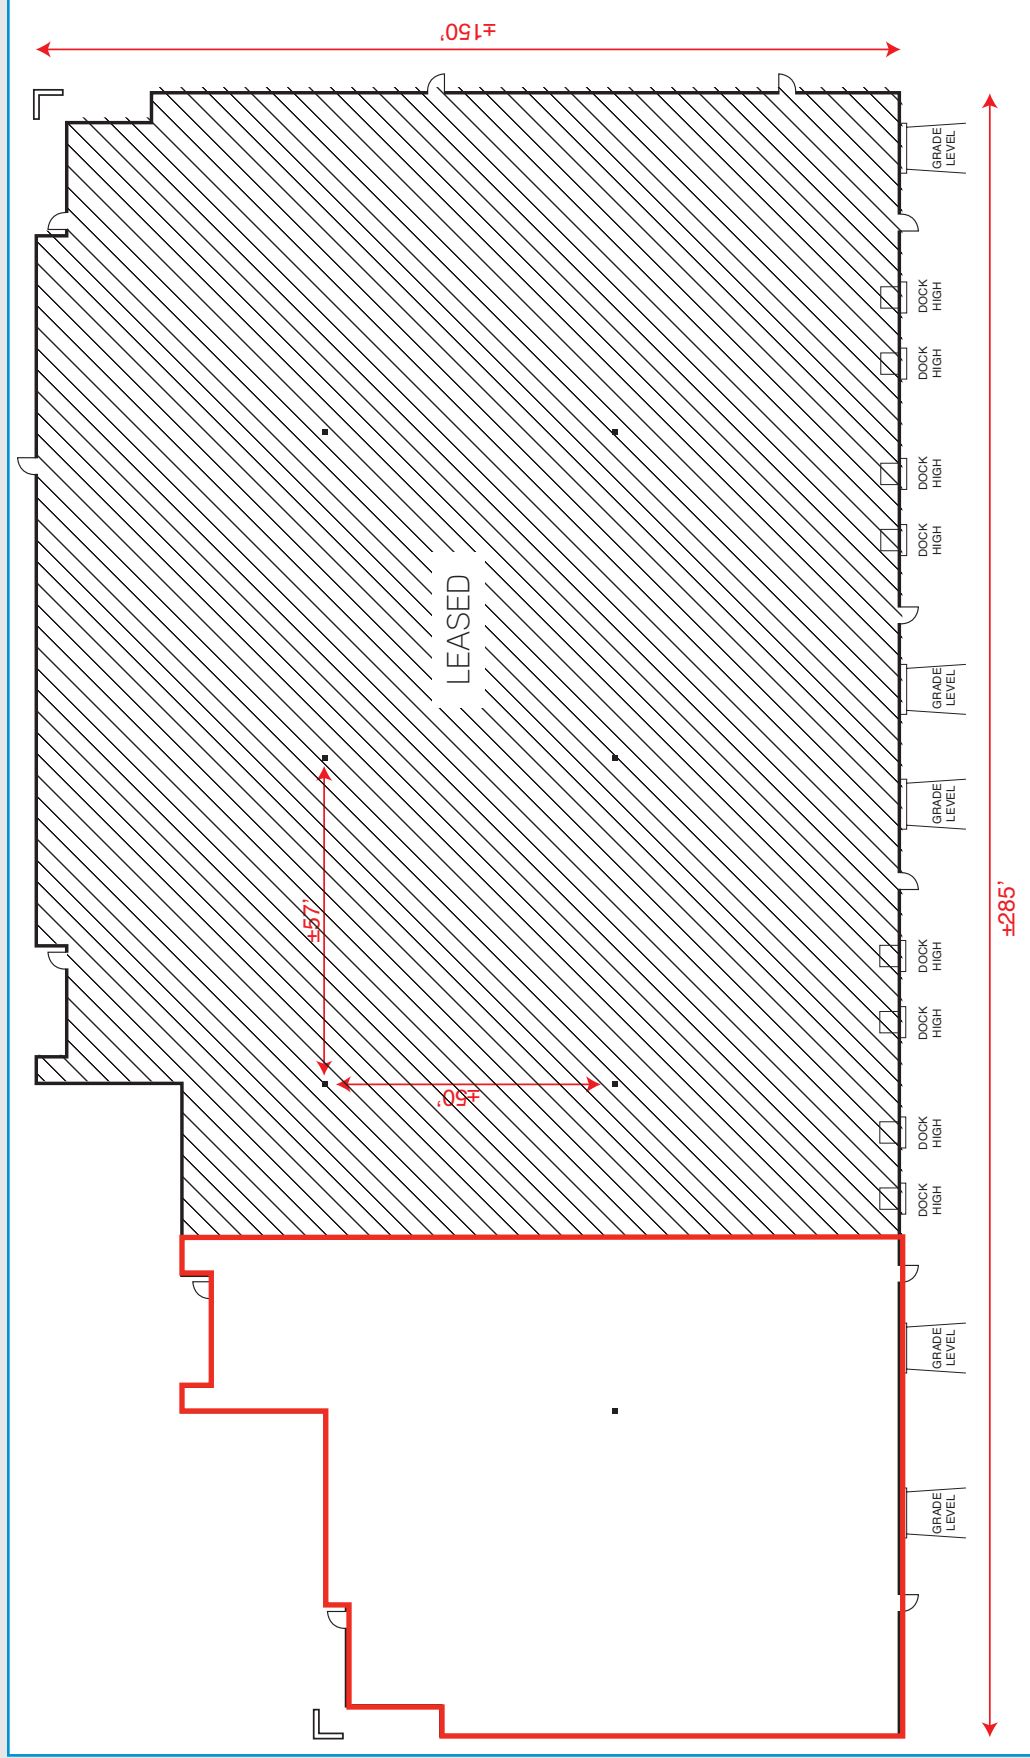 ±150'
GRADE
LEVEL
DOCK
HIGH
DOCK
HIGH
DOCK
HIGH
DOCK
HIGH
LEASED
GRADE
LEVEL
GRADE
LEVEL
±57'
±285'
DOCK
HIGH
DOCK
HIGH
±50'
DOCK
HIGH
DOCK
HIGH
GRADE
LEVEL
GRADE
LEVEL